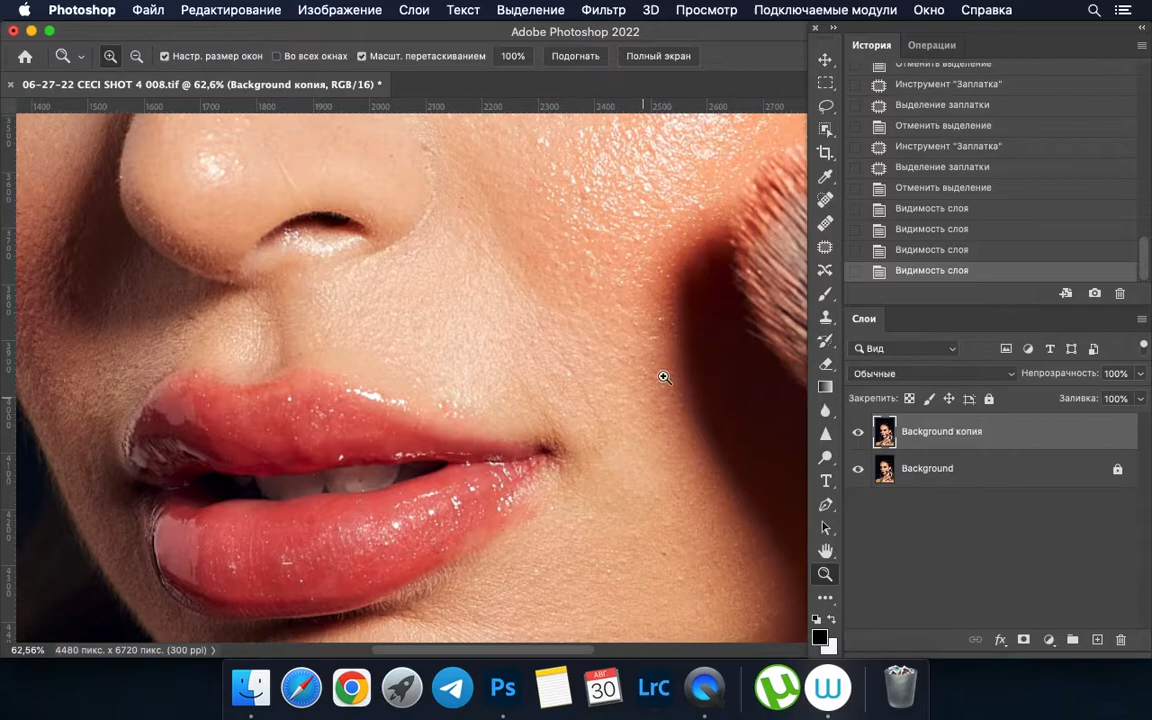 Photoshop Файл Редактирование Изображение Слои Текст Выделение Фильтр 3D Просмотр Подключаемые модули Окно Справка
Adobe Photoshop 2022
Настр. размер окон Во всех окнах Масшт. перетаскиванием 100% Подогнать Полный экран
06-27-22 CECI SHOT 4 008.tif @ 62,6% (Background копия, RGB/16) *
1400 1500 1600 1700 1800 1900 2000 2100 2200 2300 2400 2500 2600 2700
История Операции
Отменить выделение
Инструмент "Заплатка"
Выделение заплатки
Отменить выделение
Инструмент "Заплатка"
Выделение заплатки
Отменить выделение
Видимость слоя
Видимость слоя
Видимость слоя
Видимость слоя
Слои
Вид
Обычные Непрозрачность: 100%
Закрепить: Заливка: 100%
Background копия
Background
62,56% 4480 пикс. x 6720 пикс. (300 ppi)
АВГ.
30
Ps
LrC